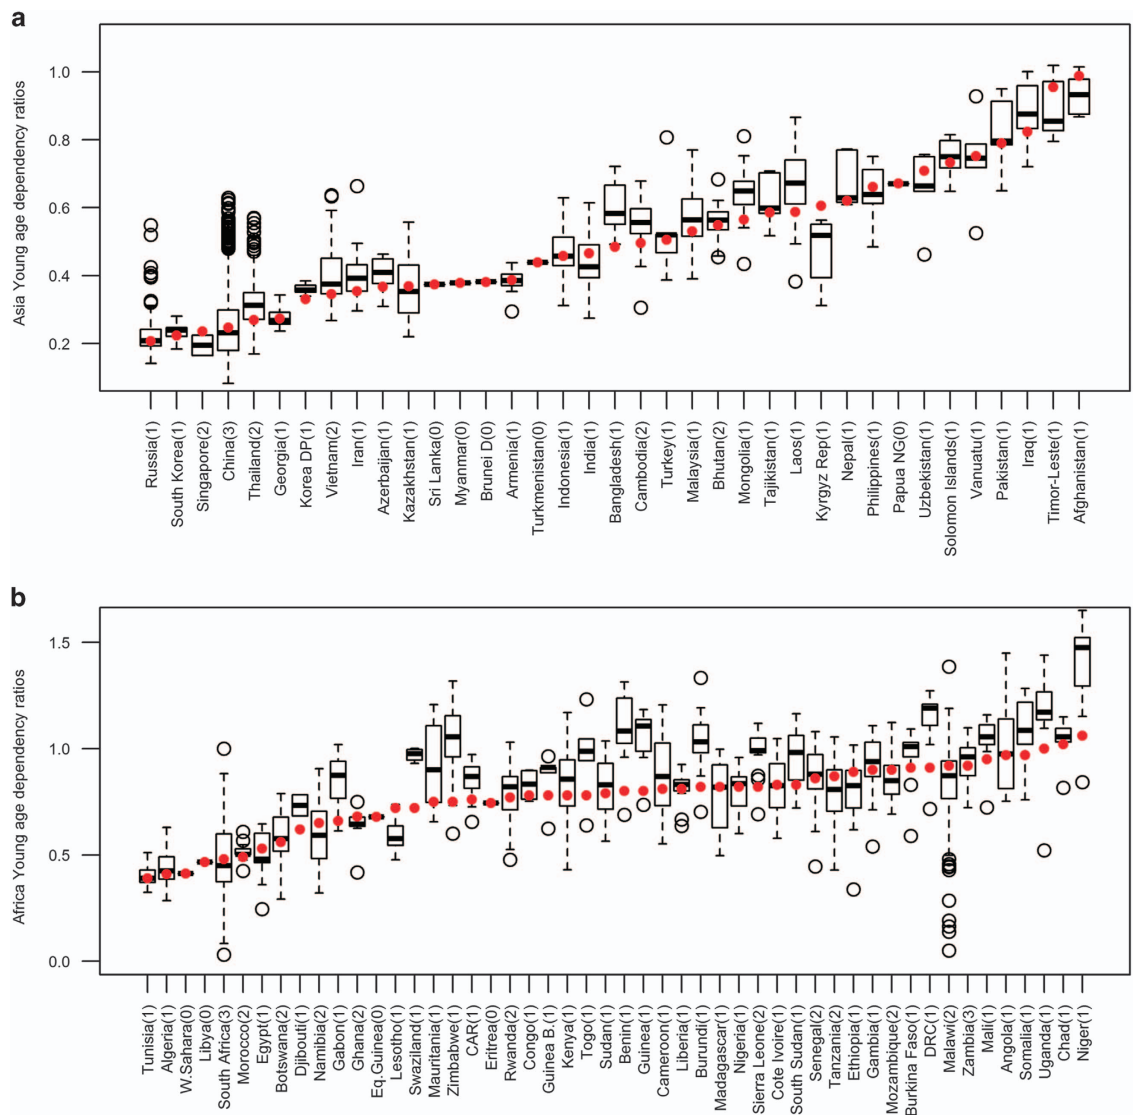 a
Asia Young age dependency ratios
1.0
0.8
0.6
0.4
0.2
Russia(1)
South Korea(1)
Singapore(2)
China(3)
Thailand(2)
Georgia(1)
Korea DP(1)
Vietnam(2)
Iran(1)
Azerbaijan(1)
Kazakhstan(1)
Sri Lanka(0)
Myanmar(0)
Brunei D(0)
Armenia(1)
Turkmenistan(0)
Indonesia(1)
India(1)
Bangladesh(1)
Cambodia(2)
Turkey(1)
Malaysia(1)
Bhutan(2)
Mongolia(1)
Tajikistan(1)
Laos(1)
Kyrgyz Rep(1)
Nepal(1)
Philippines(1)
Papua NG(0)
Uzbekistan(1)
Solomon Islands(1)
Vanuatu(1)
Pakistan(1)
Iraq(1)
Timor-Leste(1)
Afghanistan(1)
b
Africa Young age dependency ratios
1.5
1.0
0.5
0.0
Tunisia(1)
Algeria(1)
W.Sahara(0)
Libya(0)
South Africa(3)
Morocco(2)
Egypt(1)
Botswana(2)
Djibouti(1)
Namibia(2)
Gabon(1)
Ghana(2)
Eq.Guinea(0)
Lesotho(1)
Swaziland(1)
Mauritania(1)
Zimbabwe(1)
CAR(1)
Eritrea(0)
Rwanda(2)
Congo(1)
Guinea B.(1)
Kenya(1)
Togo(1)
Sudan(1)
Benin(1)
Guinea(1)
Cameroon(1)
Liberia(1)
Burundi(1)
Madagascar(1)
Nigeria(1)
Sierra Leone(2)
Cote Ivoire(1)
South Sudan(1)
Senegal(2)
Tanzania(2)
Ethiopia(1)
Gambia(1)
Mozambique(2)
Burkina Faso(1)
DRC(1)
Malawi(2)
Zambia(3)
Mali(1)
Angola(1)
Somalia(1)
Uganda(1)
Chad(1)
Niger(1)